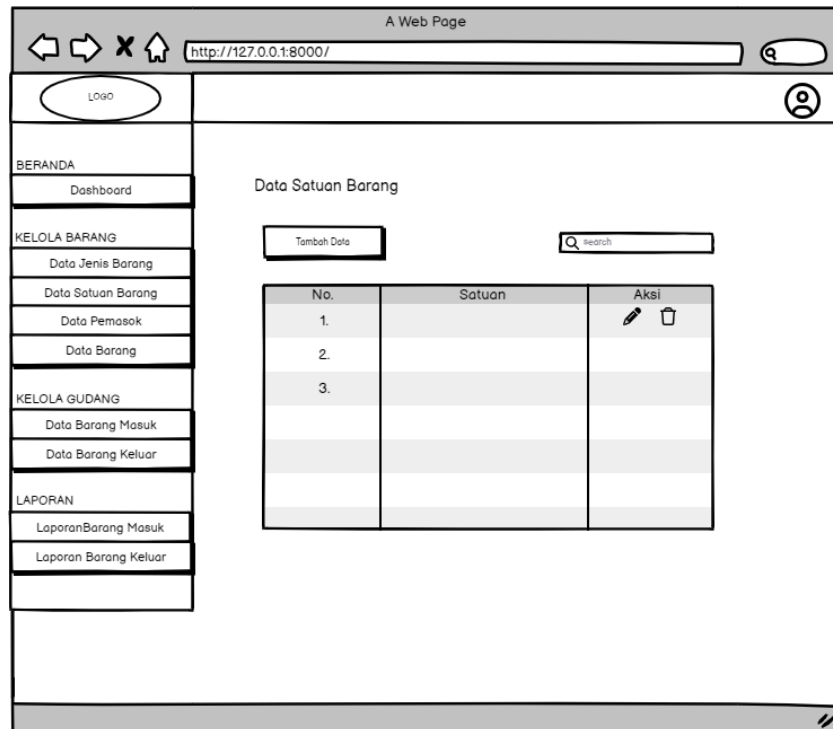 A Web Page
http://127.0.0.1:8000/
LOGO
BERANDA
Dashboard
KELOLA BARANG
Data Jenis Barang
Data Satuan Barang
Data Pemasok
Data Barang
KELOLA GUDANG
Data Barang Masuk
Data Barang Keluar
LAPORAN
LaporanBarang Masuk
Laporan Barang Keluar
Data Satuan Barang
Tambah Data
search
No. Satuan Aksi
1.
2.
3.